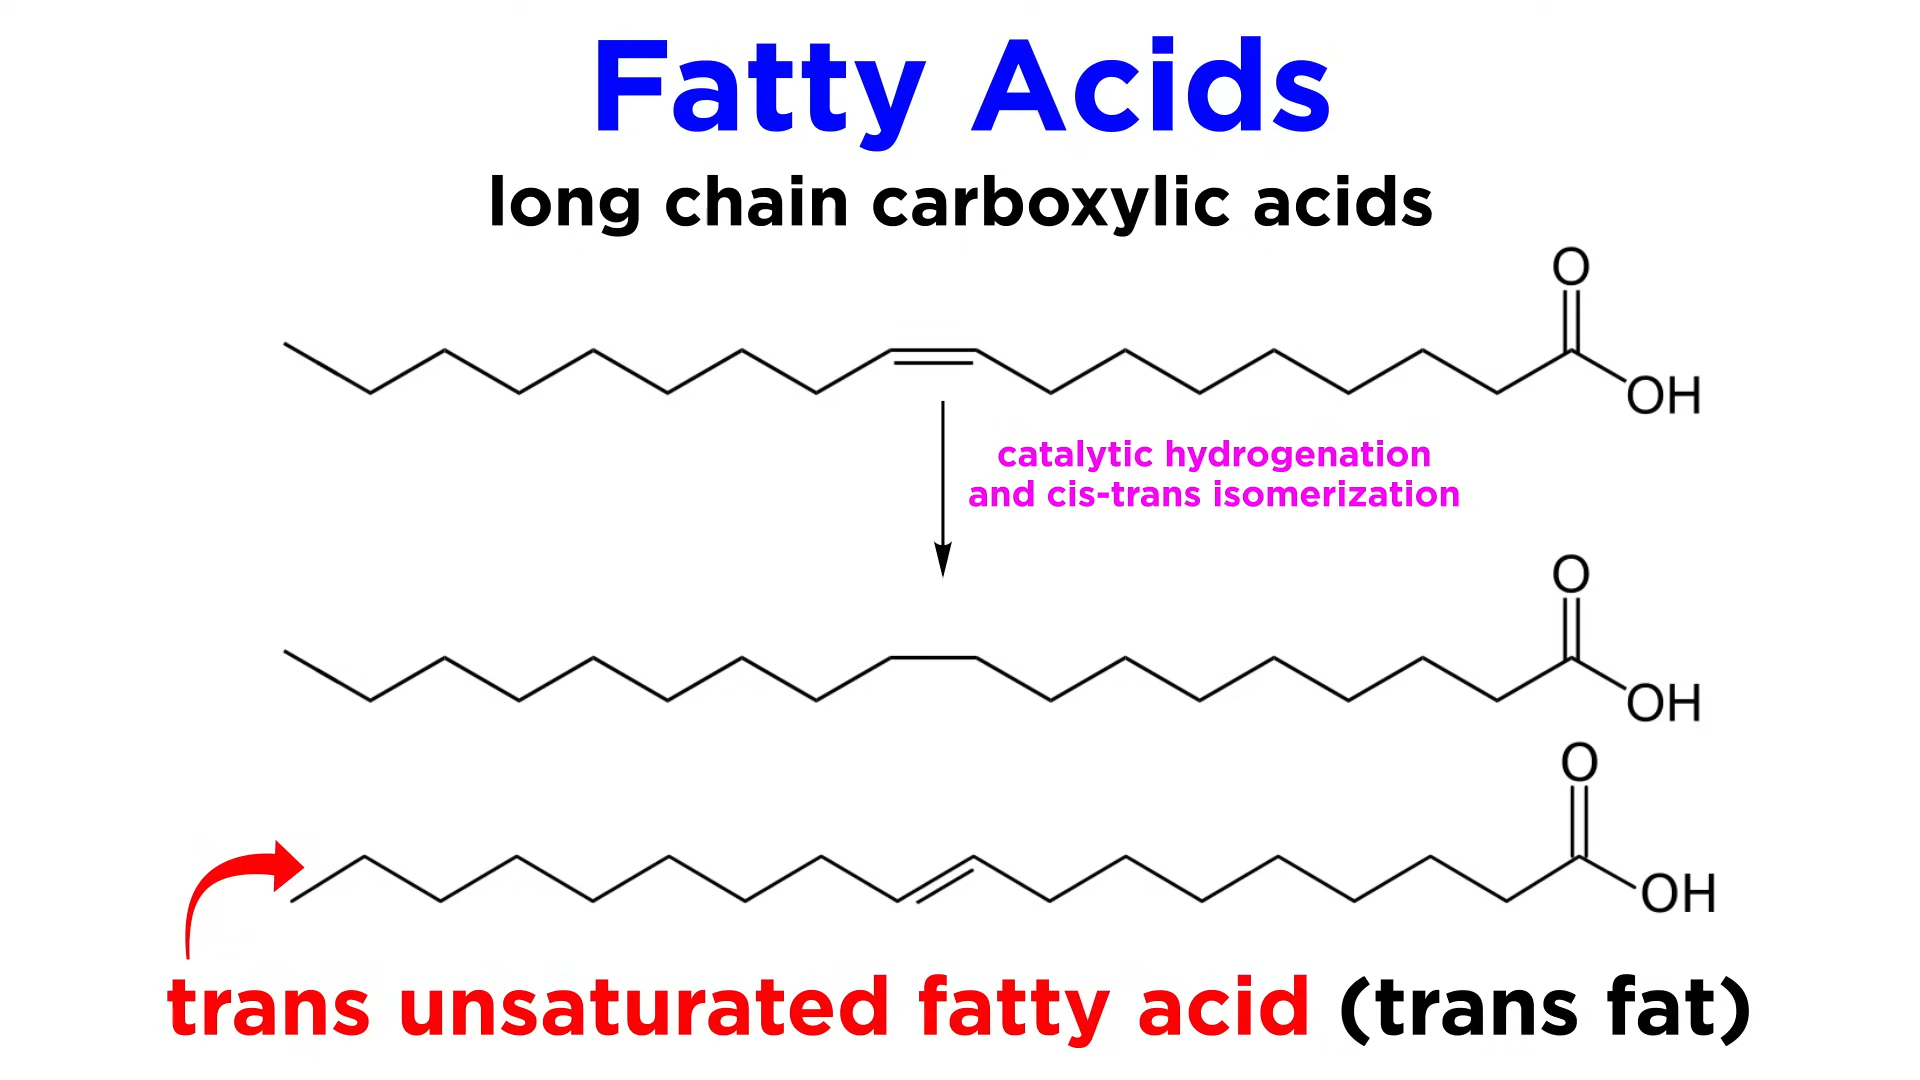 Fatty Acids
long chain carboxylic acids
O
OH
catalytic hydrogenation
and cis-trans isomerization
O
OH
O
OH
trans unsaturated fatty acid (trans fat)